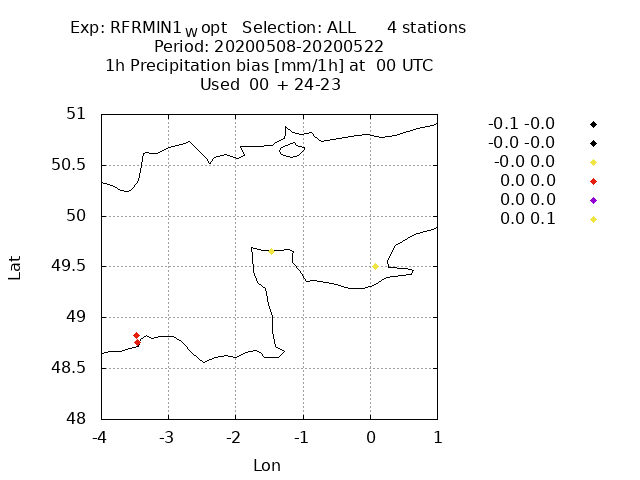 Exp: RFRMIN1Wopt Selection: ALL 4 stations
Period: 20200508-20200522
1h Precipitation bias [mm/1h] at 00 UTC
Used 00 + 24-23
51
50.5
50
49.5
49
48.5
48
Lat
-4 -3 -2 -1 0 1
Lon
-0.1 -0.0
-0.0 -0.0
-0.0 0.0
0.0 0.0
0.0 0.0
0.0 0.1